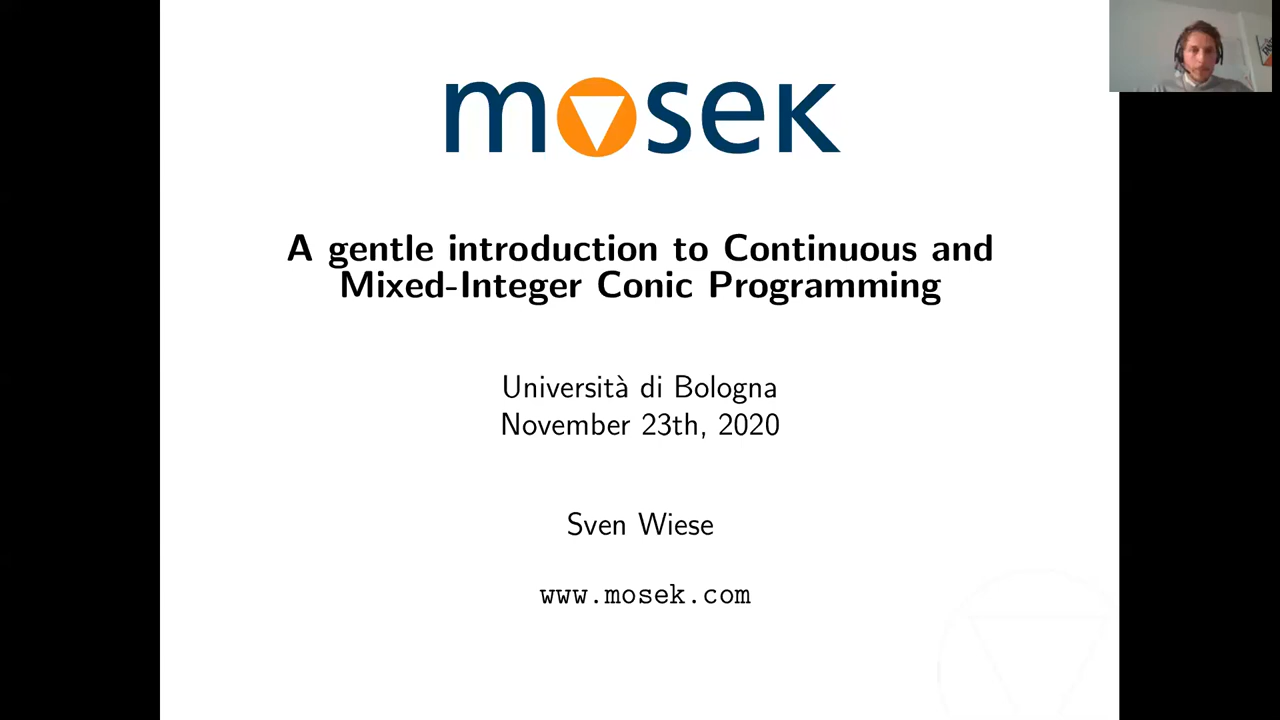 mosek
A gentle introduction to Continuous and
Mixed-Integer Conic Programming
Università di Bologna
November 23th, 2020
Sven Wiese
www.mosek.com